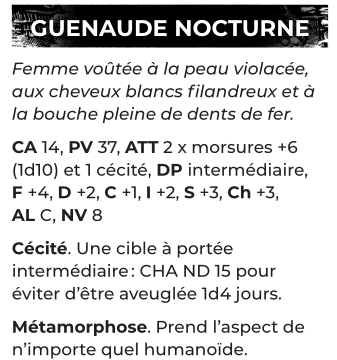 GUENAUDE NOCTURNE
Femme voûtée à la peau violacée,
aux cheveux blancs filandreux et à
la bouche pleine de dents de fer.
CA 14, PV 37, ATT 2 x morsures +6
(1d10) et 1 cécité, DP intermédiaire,
F +4, D +2, C +1, I +2, S +3, Ch +3,
AL C, NV 8
Cécité. Une cible à portée
intermédiaire : CHA ND 15 pour
éviter d’être aveuglée 1d4 jours.
Métamorphose. Prend l’aspect de
n’importe quel humanoïde.